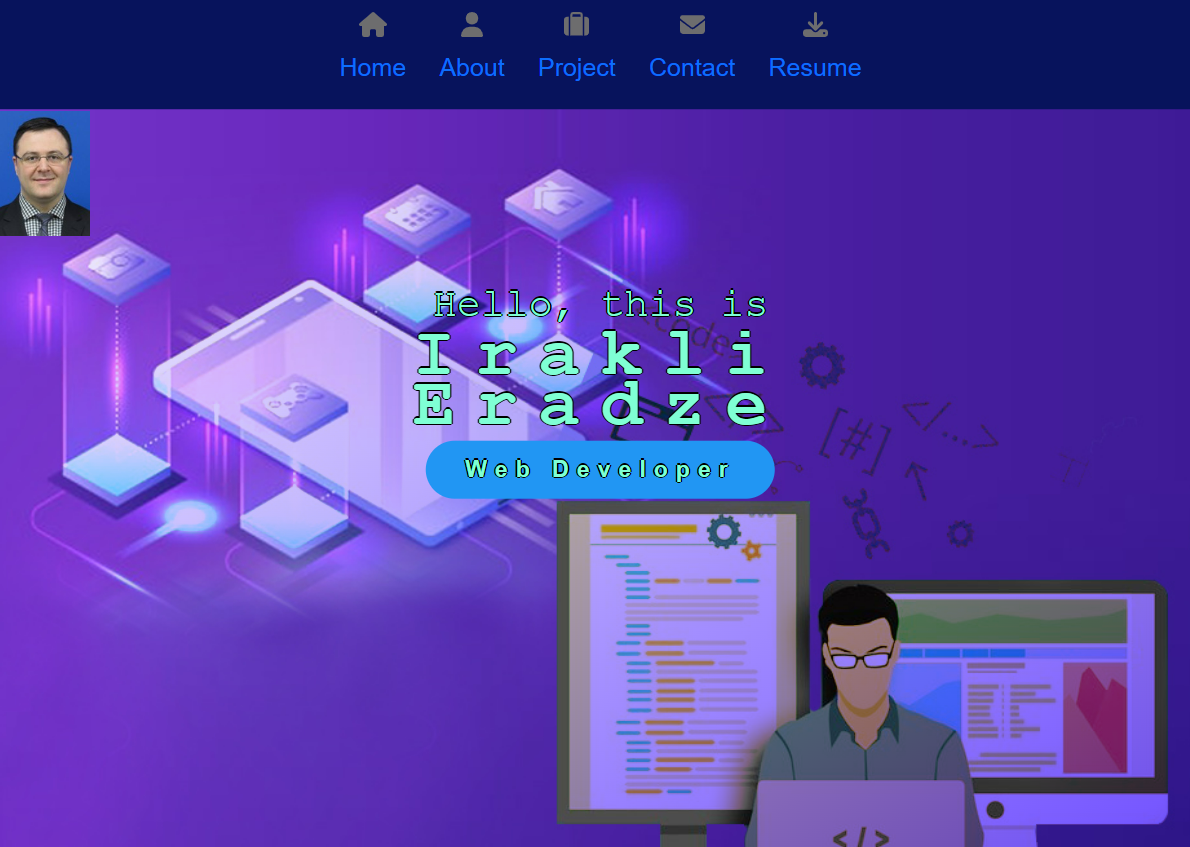 Home About Project Contact Resume
Hello, this is
Irakli
Eradze
Web Developer
[#] </...>
</>